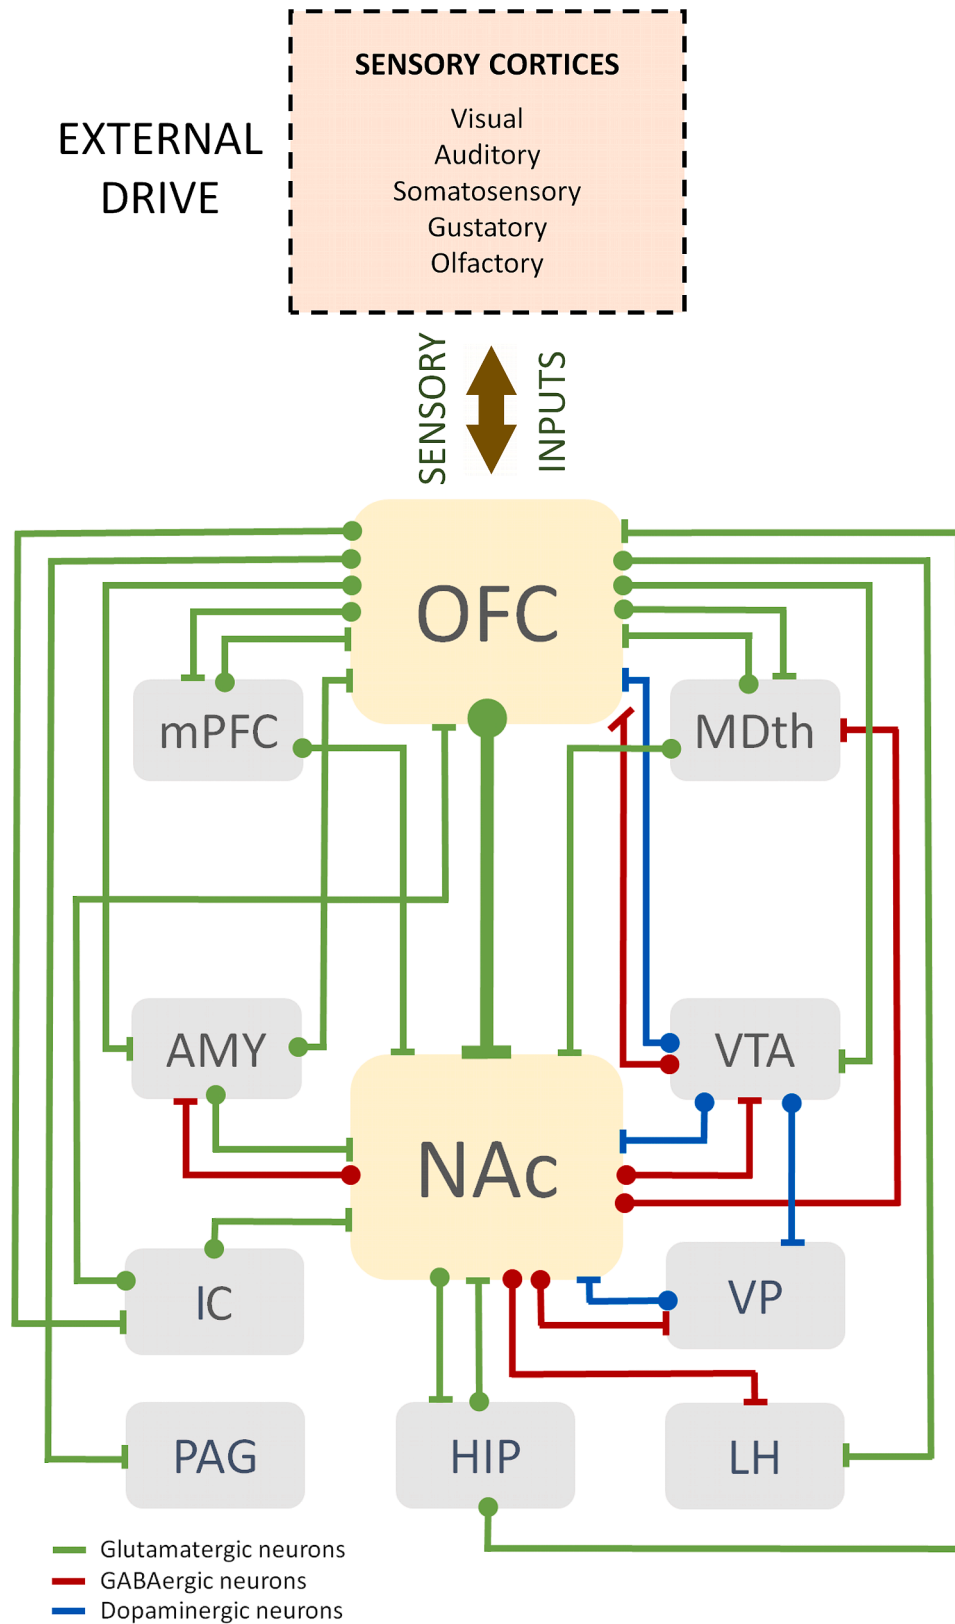 SENSORY CORTICES
Visual
Auditory
Somatosensory
Gustatory
Olfactory
EXTERNAL
DRIVE
SENSORY
INPUTS
OFC
mPFC
MDth
AMY
VTA
NAc
IC
VP
PAG
HIP
LH
Glutamatergic neurons
GABAergic neurons
Dopaminergic neurons